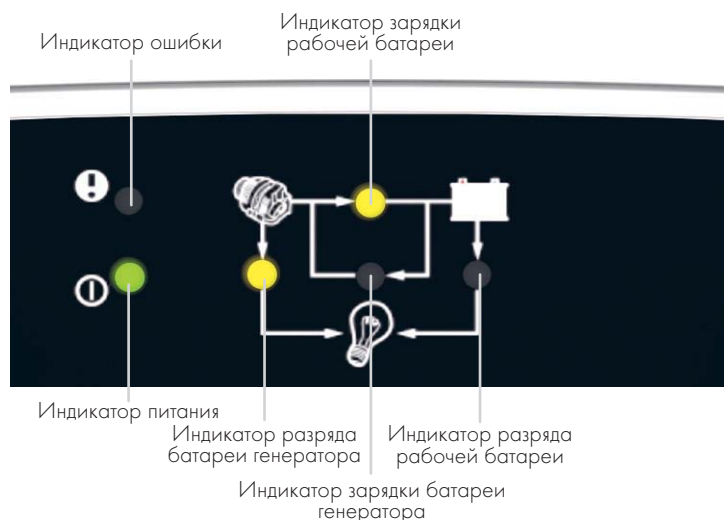 Индикатор ошибки
Индикатор зарядки
рабочей батареи
Индикатор питания
Индикатор разряда
батареи генератора
Индикатор разряда
рабочей батареи
Индикатор зарядки батареи
генератора